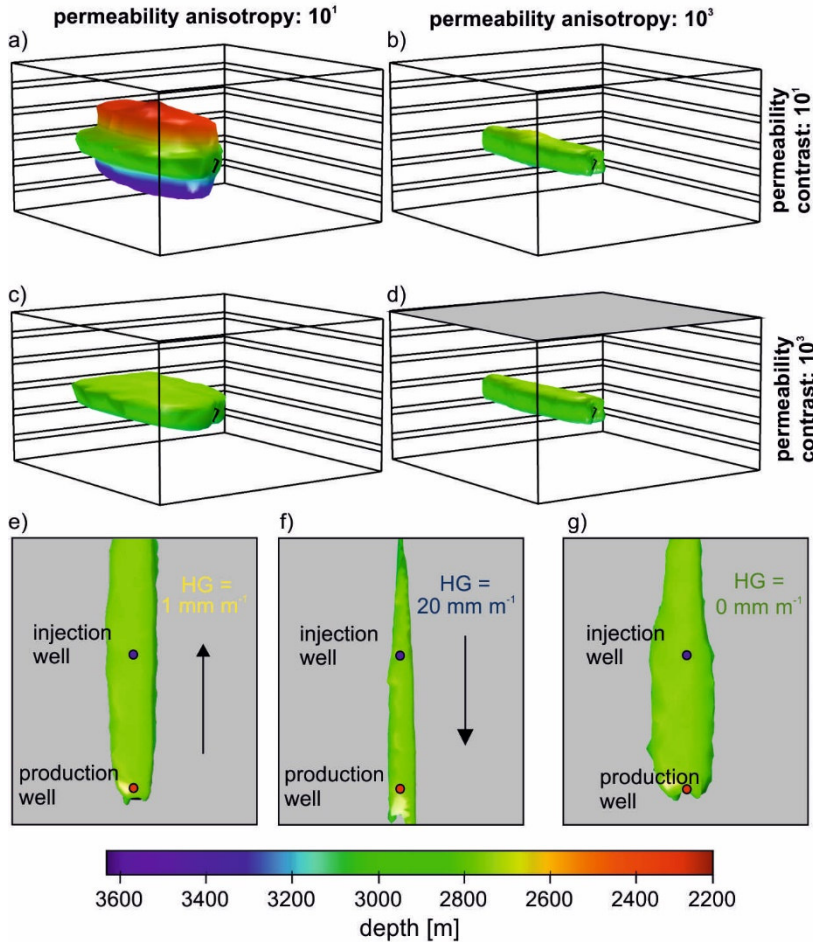 permeability anisotropy: 10¹
permeability anisotropy: 10³
a)
b)
permeability
contrast: 10¹
c)
d)
permeability
contrast: 10³
e)
f)
g)
HG =
1 mm m⁻¹
injection
well
production
well
HG =
20 mm m⁻¹
injection
well
production
well
HG =
0 mm m⁻¹
injection
well
production
well
3600 3400 3200 3000 2800 2600 2400 2200
depth [m]